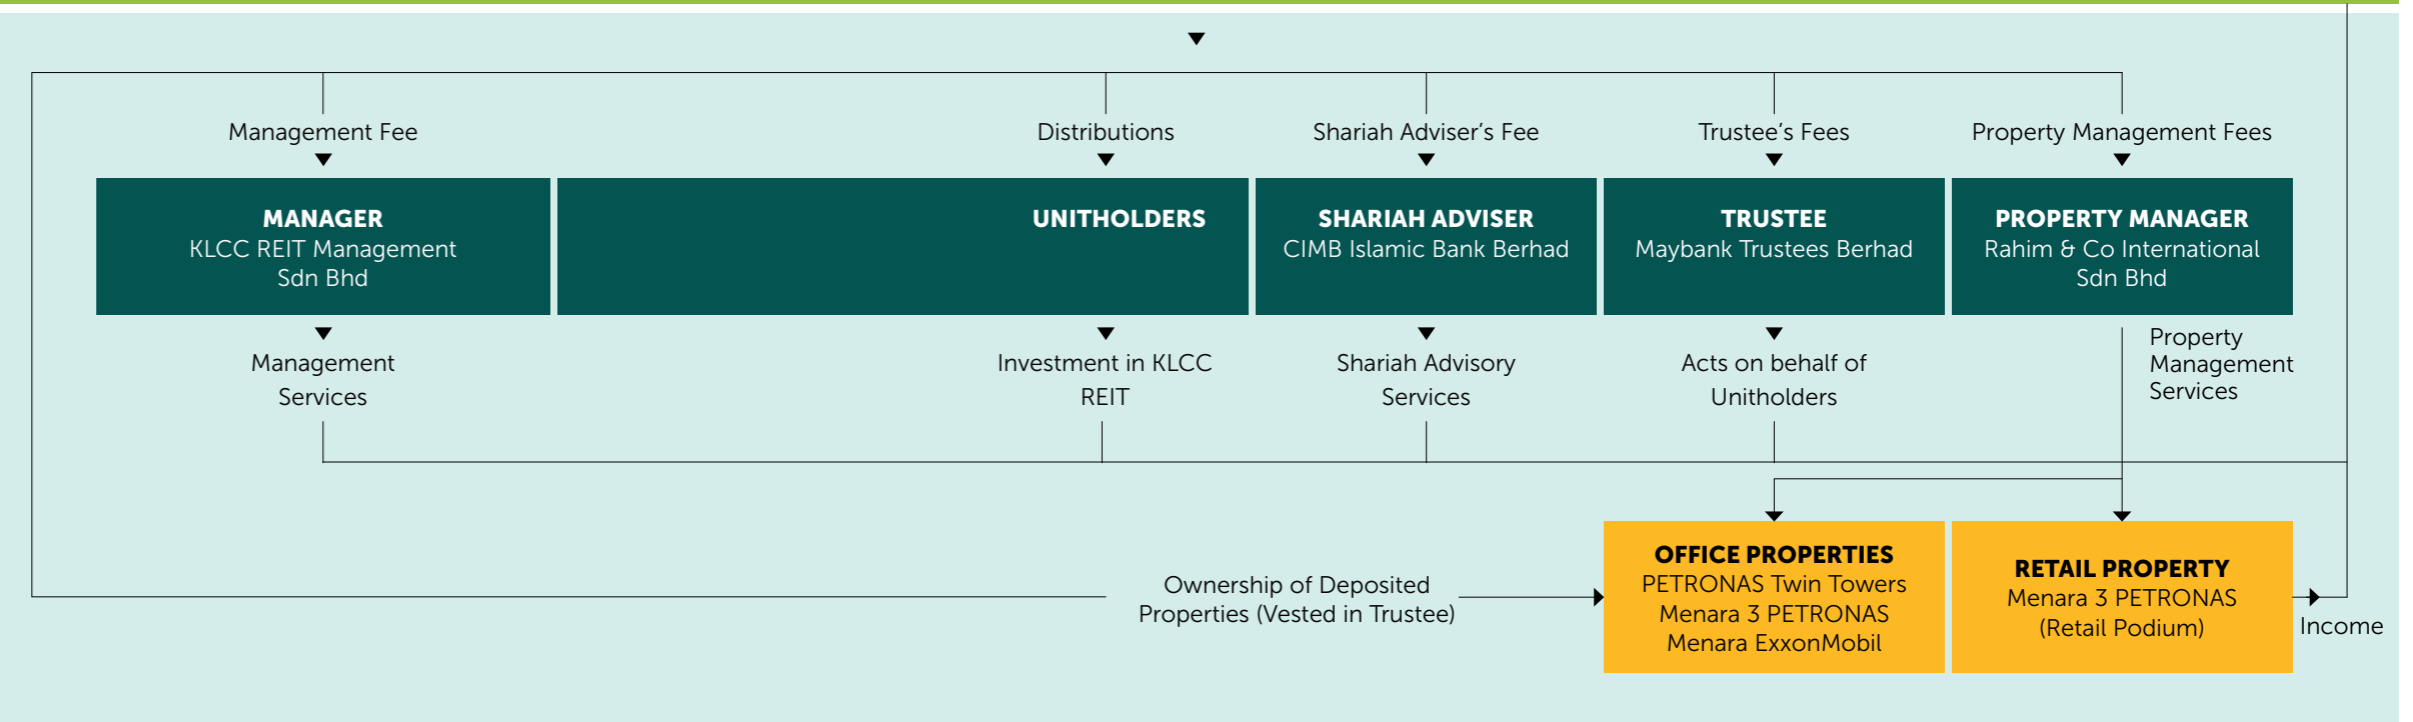 Management Fee
Distributions
Shariah Adviser's Fee
Trustee's Fees
Property Management Fees
MANAGER
KLCC REIT Management
Sdn Bhd
UNITHOLDERS
SHARIAH ADVISER
CIMB Islamic Bank Berhad
TRUSTEE
Maybank Trustees Berhad
PROPERTY MANAGER
Rahim & Co International
Sdn Bhd
Management
Services
Investment in KLCC
REIT
Shariah Advisory
Services
Acts on behalf of
Unitholders
Property
Management
Services
Ownership of Deposited
Properties (Vested in Trustee)
OFFICE PROPERTIES
PETRONAS Twin Towers
Menara 3 PETRONAS
Menara ExxonMobil
RETAIL PROPERTY
Menara 3 PETRONAS
(Retail Podium)
Income